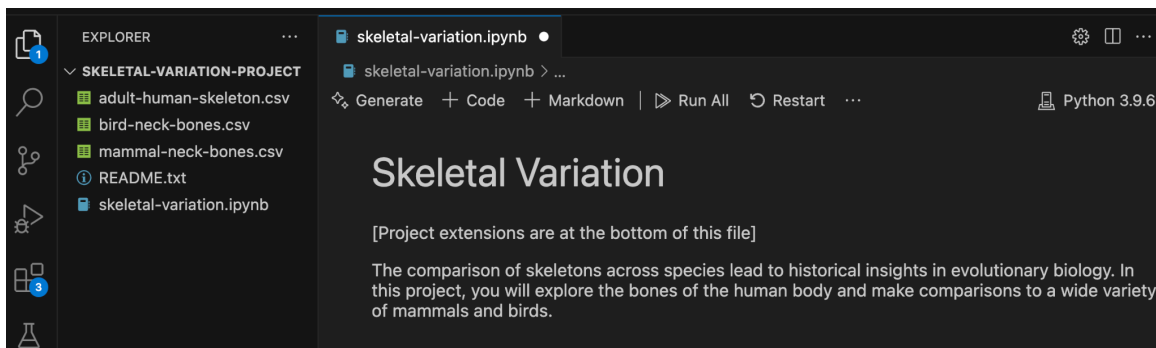 EXPLORER
SKELETAL-VARIATION-PROJECT
adult-human-skeleton.csv
bird-neck-bones.csv
mammal-neck-bones.csv
README.txt
skeletal-variation.ipynb
1
3
skeletal-variation.ipynb
skeletal-variation.ipynb > ...
Generate + Code + Markdown | Run All Restart ...
Python 3.9.6
Skeletal Variation
[Project extensions are at the bottom of this file]
The comparison of skeletons across species lead to historical insights in evolutionary biology. In
this project, you will explore the bones of the human body and make comparisons to a wide variety
of mammals and birds.